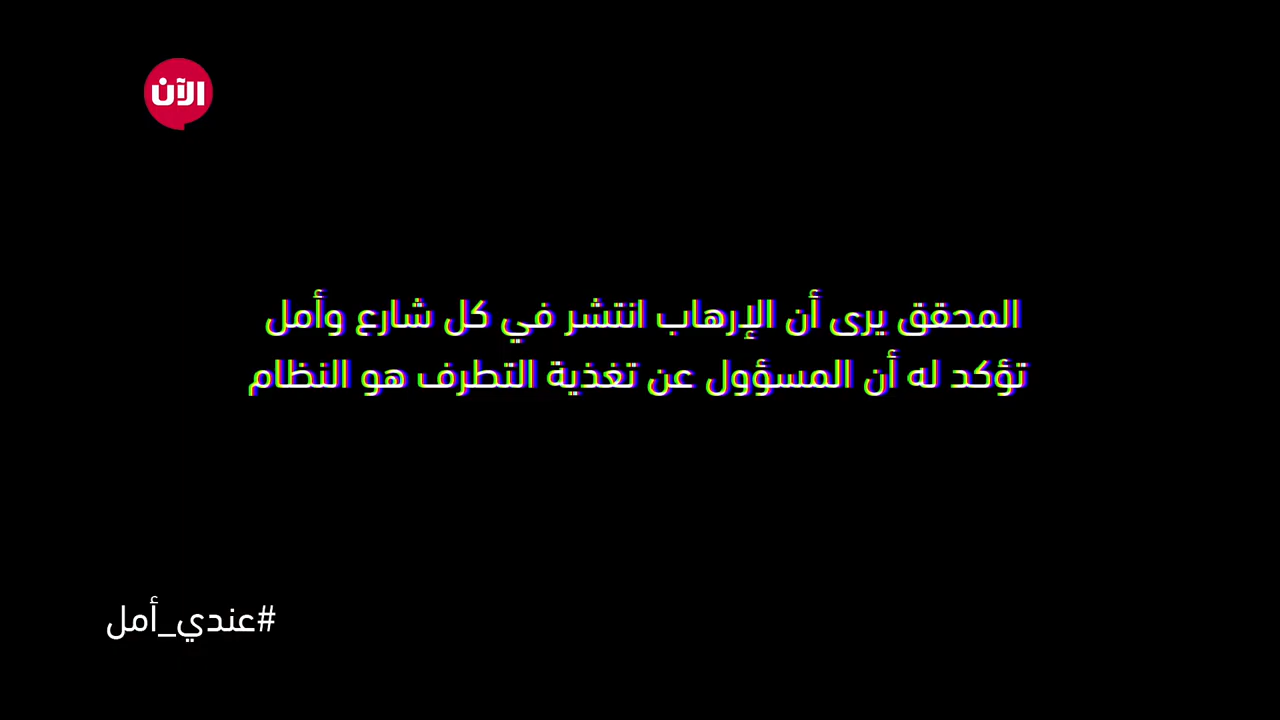 الآن
المحقق يرى أن الإرهاب انتشر في كل شارع وأمل
تؤكد له أن المسؤول عن تغذية التطرف هو النظام
#عندي_أمل